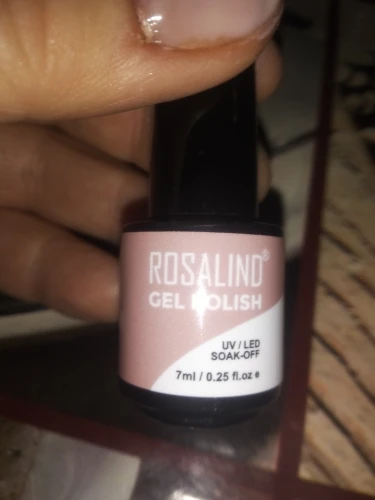 ROSALIND®
GEL POLISH
UV / LED
SOAK-OFF
7ml / 0.25 fl.oz e